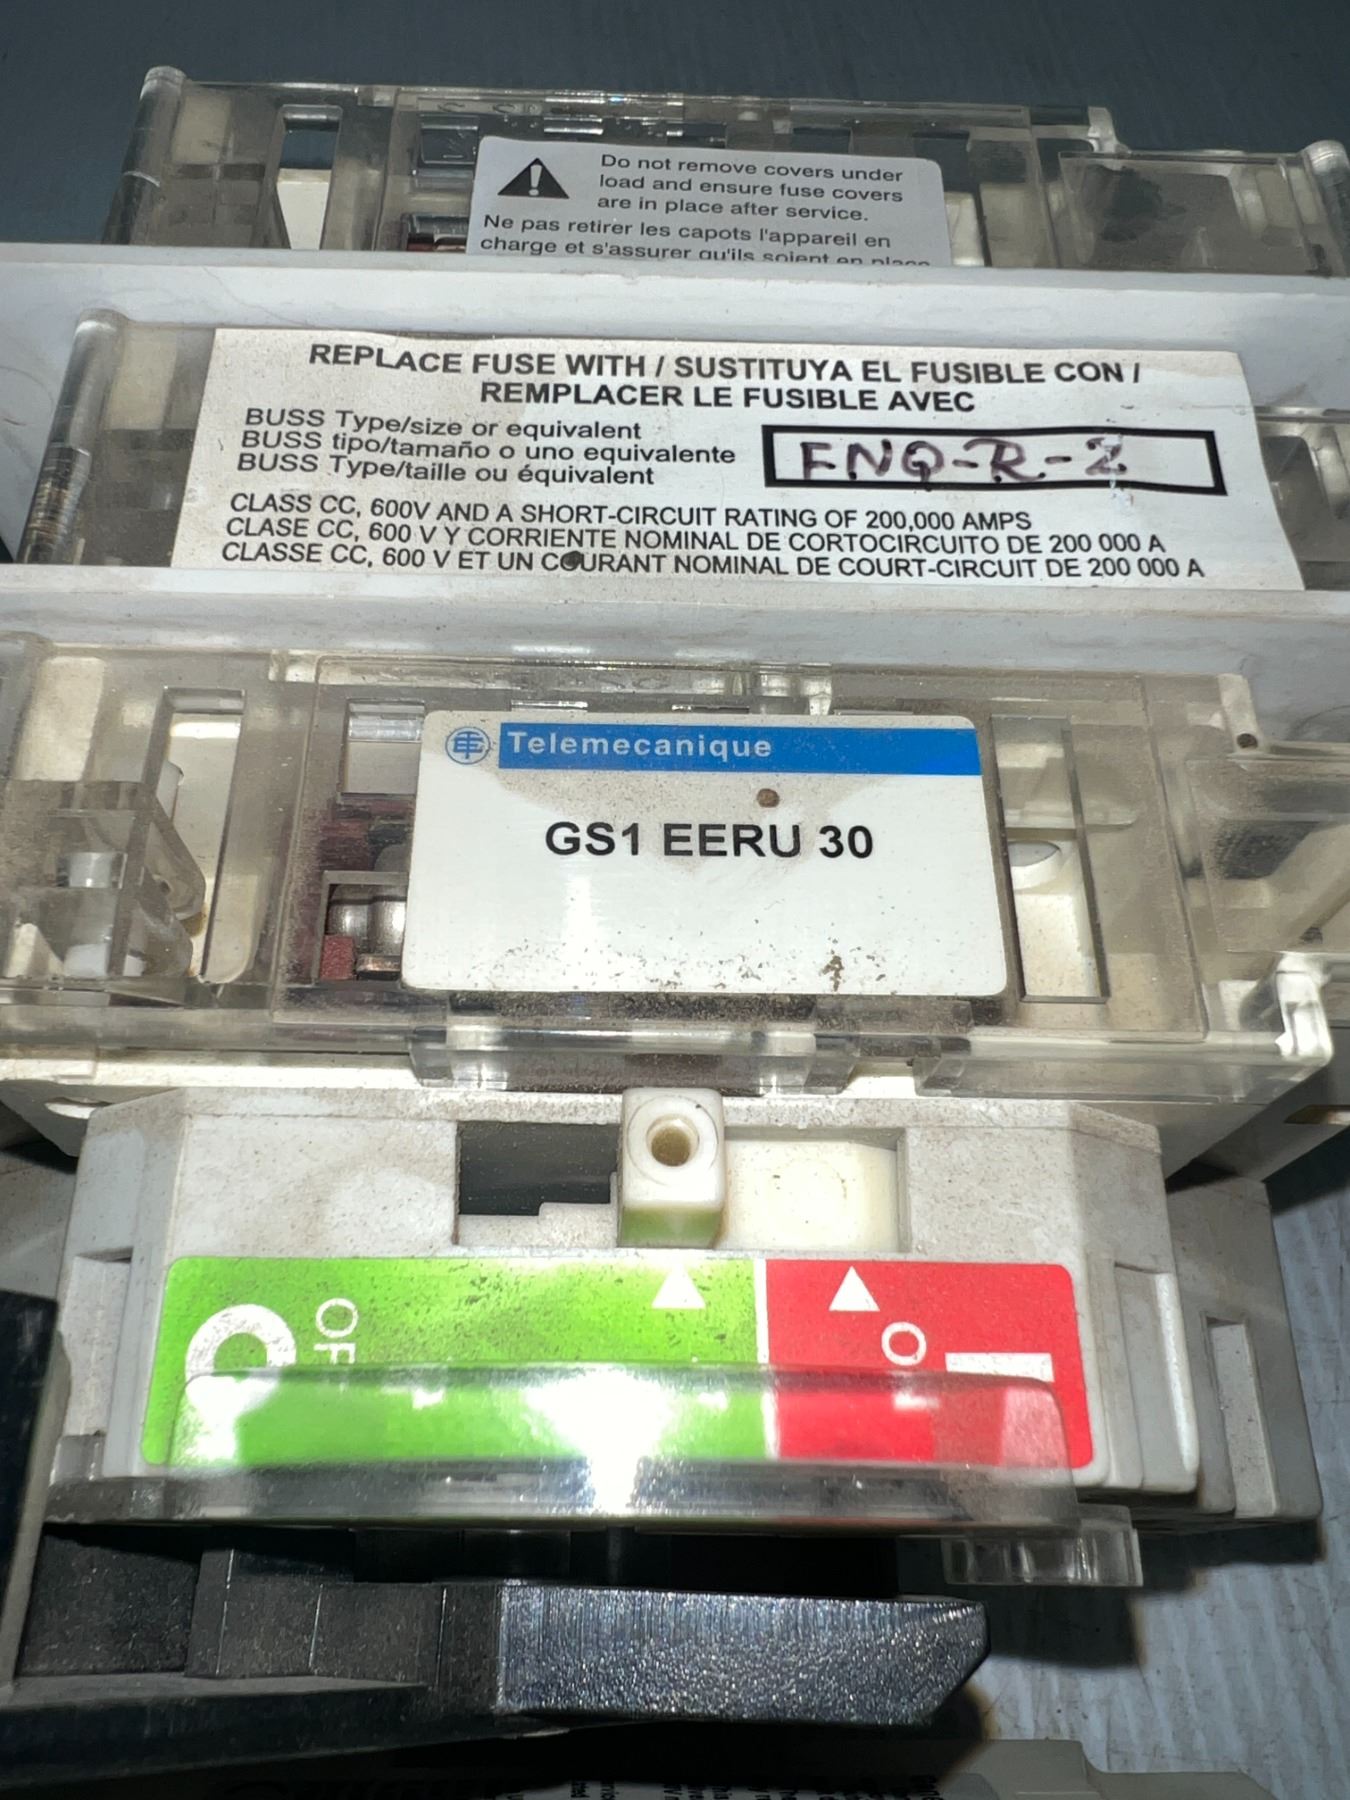 Do not remove covers under
load and ensure fuse covers
are in place after service.
Ne pas retirer les capots l'appareil en
charge et s'assurer qu'ils soient en place
REPLACE FUSE WITH / SUSTITUYA EL FUSIBLE CON /
REMPLACER LE FUSIBLE AVEC
BUSS Type/size or equivalent
BUSS tipo/tamaño o uno equivalente
BUSS Type/taille ou équivalent
FNQ-R-2
CLASS CC, 600V AND A SHORT-CIRCUIT RATING OF 200,000 AMPS
CLASE CC, 600 V Y CORRIENTE NOMINAL DE CORTOCIRCUITO DE 200 000 A
CLASSE CC, 600 V ET UN COURANT NOMINAL DE COURT-CIRCUIT DE 200 000 A
Telemecanique
GS1 EERU 30
O
OF
O
I